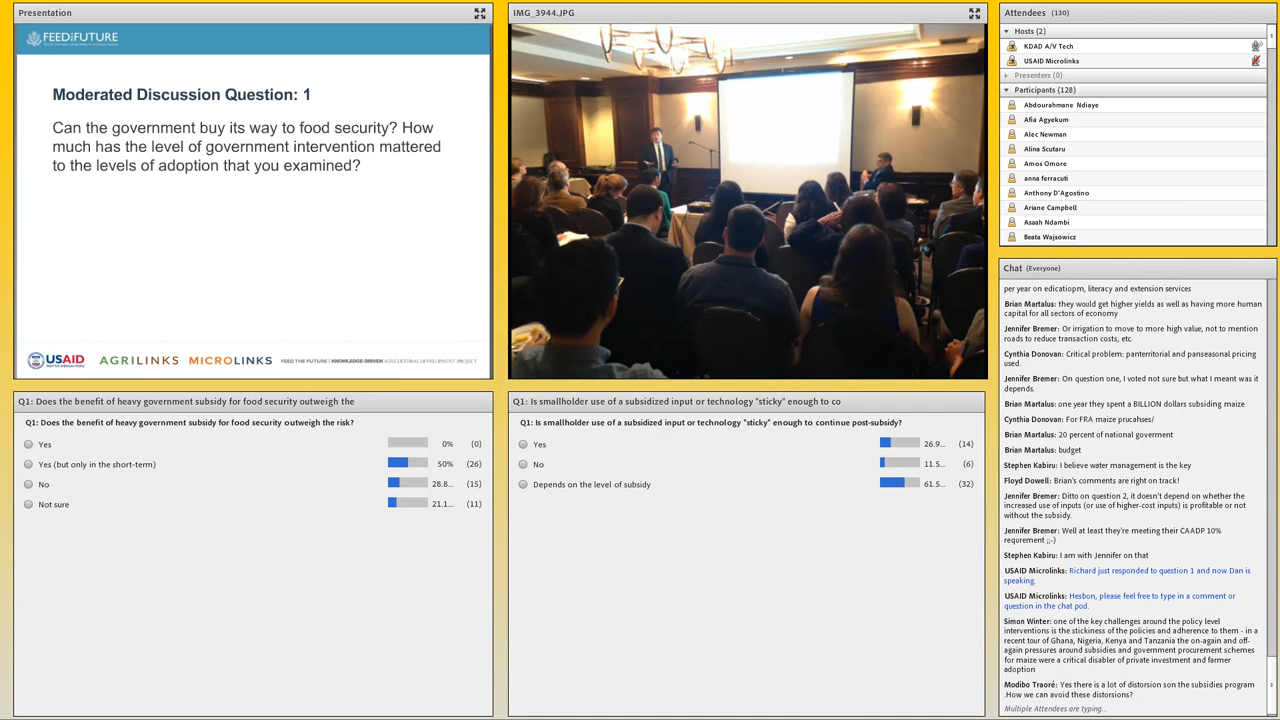 Presentation
FEED THE FUTURE
Moderated Discussion Question: 1
Can the government buy its way to food security? How
much has the level of government intervention mattered
to the levels of adoption that you examined?
USAID
FROM THE AMERICAN PEOPLE
AGRILINKS
MICROLINKS
FEED THE FUTURE | KNOWLEDGE-DRIVEN AGRICULTURAL DEVELOPMENT PROJECT
IMG_3944.JPG
Attendees (130)
Hosts (2)
KDAD A/V Tech
USAID Microlinks
Presenters (0)
Participants (128)
Abdourahmane Ndiaye
Afia Agyekum
Alec Newman
Alina Scutaru
Amos Omore
anna ferracuti
Anthony D'Agostino
Ariane Campbell
Asaah Ndambi
Beata Wajsowicz
Q1: Does the benefit of heavy government subsidy for food security outweigh the
Q1: Does the benefit of heavy government subsidy for food security outweigh the risk?
Yes 0% (0)
Yes (but only in the short-term) 50% (26)
No 28.8... (15)
Not sure 21.1... (11)
Q1: Is smallholder use of a subsidized input or technology "sticky" enough to co
Q1: Is smallholder use of a subsidized input or technology "sticky" enough to continue post-subsidy?
Yes 26.9... (14)
No 11.5... (6)
Depends on the level of subsidy 61.5... (32)
Chat (Everyone)
per year on edicatiopm, literacy and extension services
Brian Martalus: they would get higher yields as well as having more human
capital for all sectors of economy
Jennifer Bremer: Or irrigation to move to more high value, not to mention
roads to reduce transaction costs, etc.
Cynthia Donovan: Critical problem: panterritorial and panseasonal pricing
used.
Jennifer Bremer: On question one, I voted not sure but what I meant was it
depends.
Brian Martalus: one year they spent a BILLION dollars subsiding maize
Cynthia Donovan: For FRA maize prucahses/
Brian Martalus: 20 percent of national goverment
Brian Martalus: budget
Stephen Kabiru: I believe water management is the key
Floyd Dowell: Brian's comments are right on track!
Jennifer Bremer: Ditto on question 2, it doesn't depend on whether the
increased use of inputs (or use of higher-cost inputs) is profitable or not
without the subsidy.
Jennifer Bremer: Well at least they're meeting their CAADP 10%
requrement ;;-)
Stephen Kabiru: I am with Jennifer on that
USAID Microlinks: Richard just responded to question 1 and now Dan is
speaking.
USAID Microlinks: Hesbon, please feel free to type in a comment or
question in the chat pod.
Simon Winter: one of the key challenges around the policy level
interventions is the stickiness of the policies and adherence to them - in a
recent tour of Ghana, Nigeria, Kenya and Tanzania the on-again and off-
again pressures around subsidies and government procurement schemes
for maize were a critical disabler of private investment and farmer
adoption
Modibo Traoré: Yes there is a lot of distorsion son the subsidies program
.How we can avoid these distorsions?
Multiple Attendees are typing...